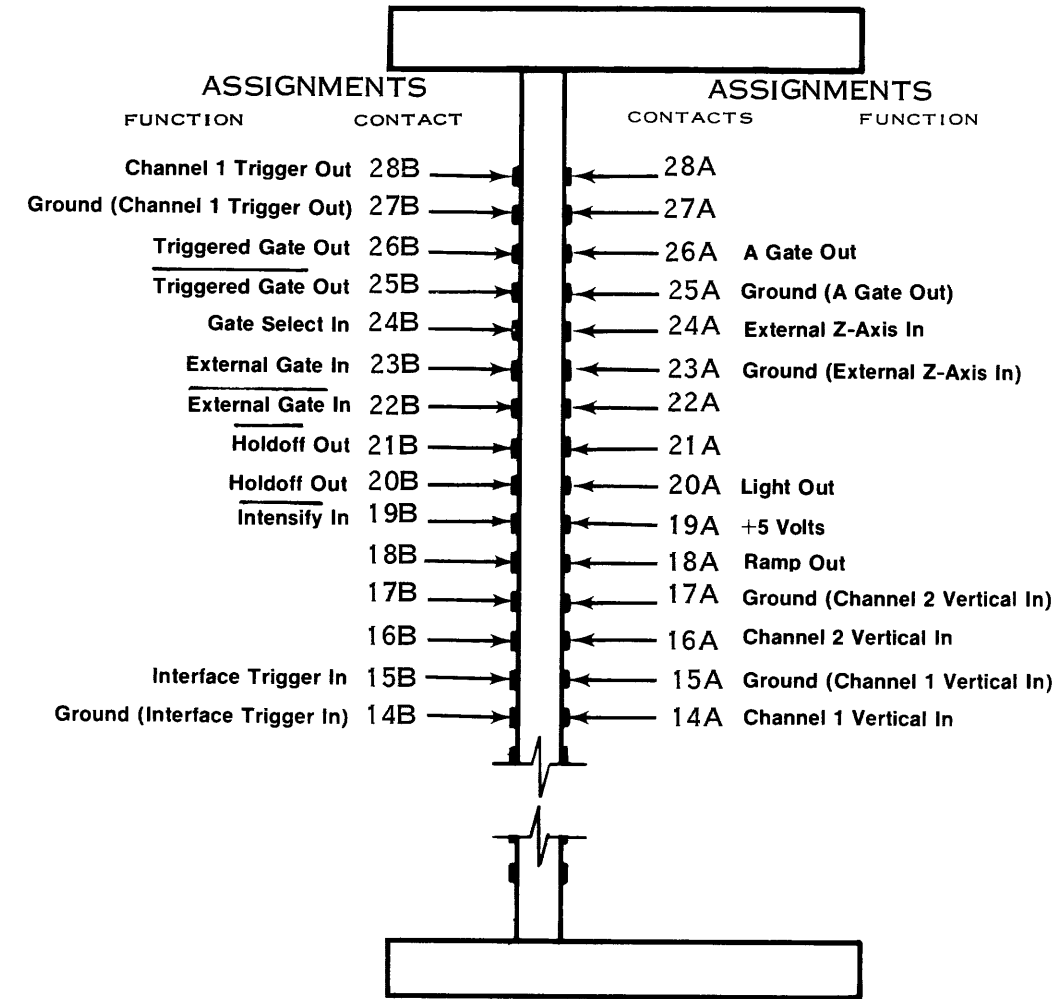 ASSIGNMENTS ASSIGNMENTS
FUNCTION CONTACT CONTACTS FUNCTION
Channel 1 Trigger Out 28B 28A
Ground (Channel 1 Trigger Out) 27B 27A
Triggered Gate Out 26B 26A A Gate Out
Triggered Gate Out 25B 25A Ground (A Gate Out)
Gate Select In 24B 24A External Z-Axis In
External Gate In 23B 23A Ground (External Z-Axis In)
External Gate In 22B 22A
Holdoff Out 21B 21A
Holdoff Out 20B 20A Light Out
Intensify In 19B 19A +5 Volts
18B 18A Ramp Out
17B 17A Ground (Channel 2 Vertical In)
16B 16A Channel 2 Vertical In
Interface Trigger In 15B 15A Ground (Channel 1 Vertical In)
Ground (Interface Trigger In) 14B 14A Channel 1 Vertical In